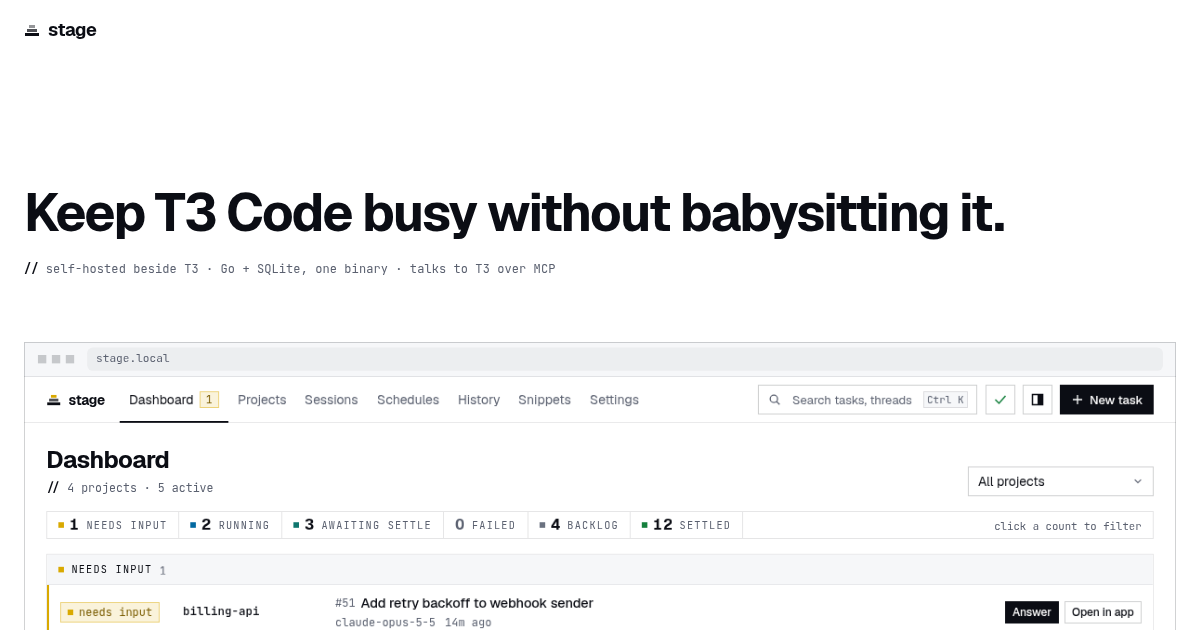 stage
Keep T3 Code busy without babysitting it.
// self-hosted beside T3 · Go + SQLite, one binary · talks to T3 over MCP
stage.local
stage Dashboard 1 Projects Sessions Schedules History Snippets Settings Search tasks, threads Ctrl K + New task
Dashboard
// 4 projects · 5 active
All projects
1 NEEDS INPUT 2 RUNNING 3 AWAITING SETTLE 0 FAILED 4 BACKLOG 12 SETTLED click a count to filter
NEEDS INPUT 1
needs input billing-api #51 Add retry backoff to webhook sender Answer Open in app
claude-opus-5-5 14m ago